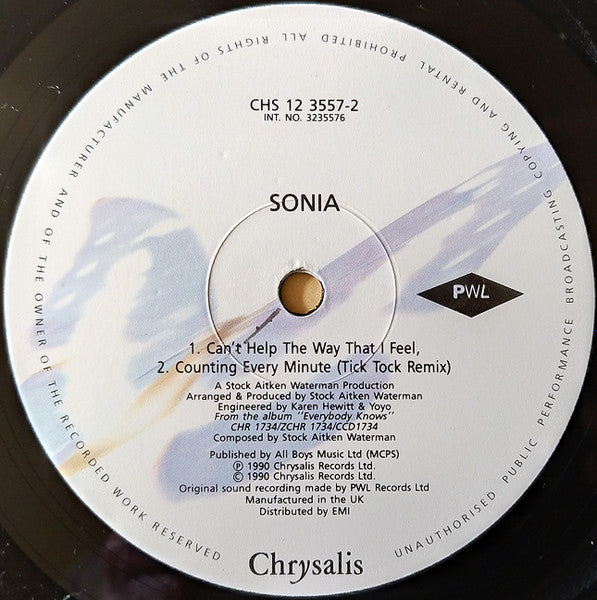 CHS 12 3557-2
INT. NO. 3235576
SONIA
PWL
1. Can't Help The Way That I Feel,
2. Counting Every Minute (Tick Tock Remix)
A Stock Aitken Waterman Production
Arranged & Produced by Stock Aitken Waterman
Engineered by Karen Hewitt & Yoyo
From the album "Everybody Knows"
CHR 1734/ZCHR 1734/CCD1734
Composed by Stock Aitken Waterman
Published by All Boys Music Ltd (MCPS)
Ⓟ 1990 Chrysalis Records Ltd.
© 1990 Chrysalis Records Ltd.
Original sound recording made by PWL Records Ltd
Manufactured in the UK
Distributed by EMI
Chrysalis
ALL RIGHTS OF THE MANUFACTURER AND OF THE OWNER OF THE RECORDED WORK RESERVED
UNAUTHORISED PUBLIC PERFORMANCE BROADCASTING COPYING AND RENTAL PROHIBITED